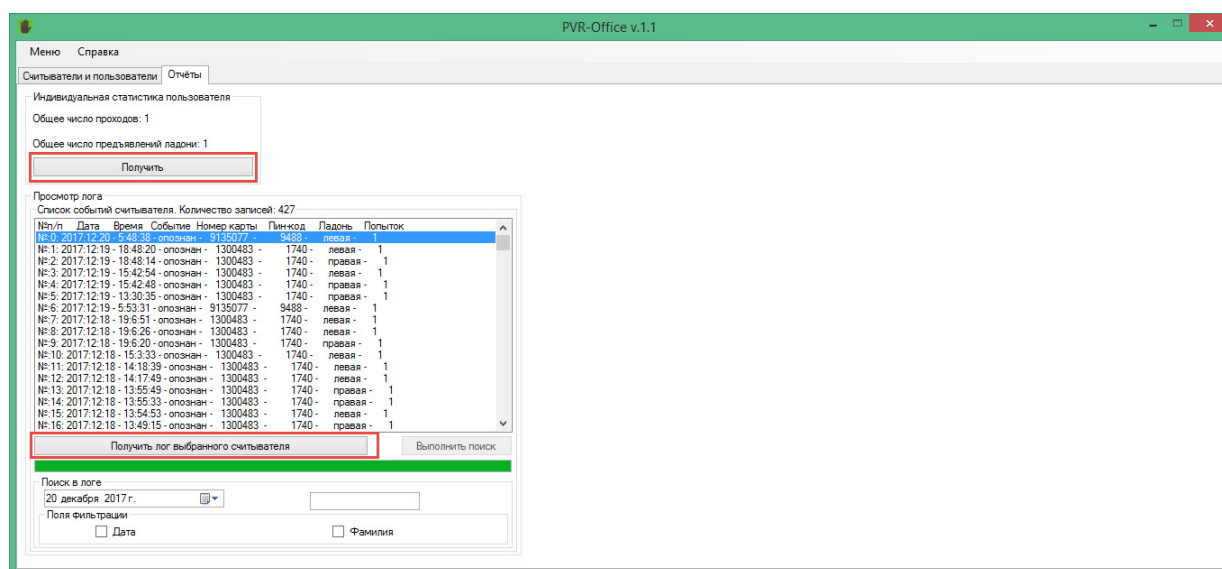 PVR-Office v.1.1
Меню Справка
Считыватели и пользователи Отчёты
Индивидуальная статистика пользователя
Общее число проходов: 1
Общее число предъявлений ладони: 1
Получить
Просмотр лога
Список событий считывателя. Количество записей: 427
№п/п Дата Время Событие Номер карты Пин-код Ладонь Попыток
№:0: 2017:12:20 - 5:48:38 - опознан - 9135077 - 9488 - левая - 1
№:1: 2017:12:19 - 18:48:20 - опознан - 1300483 - 1740 - левая - 1
№:2: 2017:12:19 - 18:48:14 - опознан - 1300483 - 1740 - правая - 1
№:3: 2017:12:19 - 15:42:54 - опознан - 1300483 - 1740 - левая - 1
№:4: 2017:12:19 - 15:42:48 - опознан - 1300483 - 1740 - правая - 1
№:5: 2017:12:19 - 13:30:35 - опознан - 1300483 - 1740 - правая - 1
№:6: 2017:12:19 - 5:53:31 - опознан - 9135077 - 9488 - левая - 1
№:7: 2017:12:18 - 19:6:51 - опознан - 1300483 - 1740 - левая - 1
№:8: 2017:12:18 - 19:6:26 - опознан - 1300483 - 1740 - левая - 1
№:9: 2017:12:18 - 19:6:20 - опознан - 1300483 - 1740 - правая - 1
№:10: 2017:12:18 - 15:3:33 - опознан - 1300483 - 1740 - левая - 1
№:11: 2017:12:18 - 14:18:39 - опознан - 1300483 - 1740 - левая - 1
№:12: 2017:12:18 - 14:17:49 - опознан - 1300483 - 1740 - левая - 1
№:13: 2017:12:18 - 13:55:49 - опознан - 1300483 - 1740 - правая - 1
№:14: 2017:12:18 - 13:55:33 - опознан - 1300483 - 1740 - правая - 1
№:15: 2017:12:18 - 13:54:53 - опознан - 1300483 - 1740 - левая - 1
№:16: 2017:12:18 - 13:49:15 - опознан - 1300483 - 1740 - правая - 1
Получить лог выбранного считывателя Выполнить поиск
Поиск в логе
20 декабря 2017 г.
Поля фильтрации
Дата Фамилия